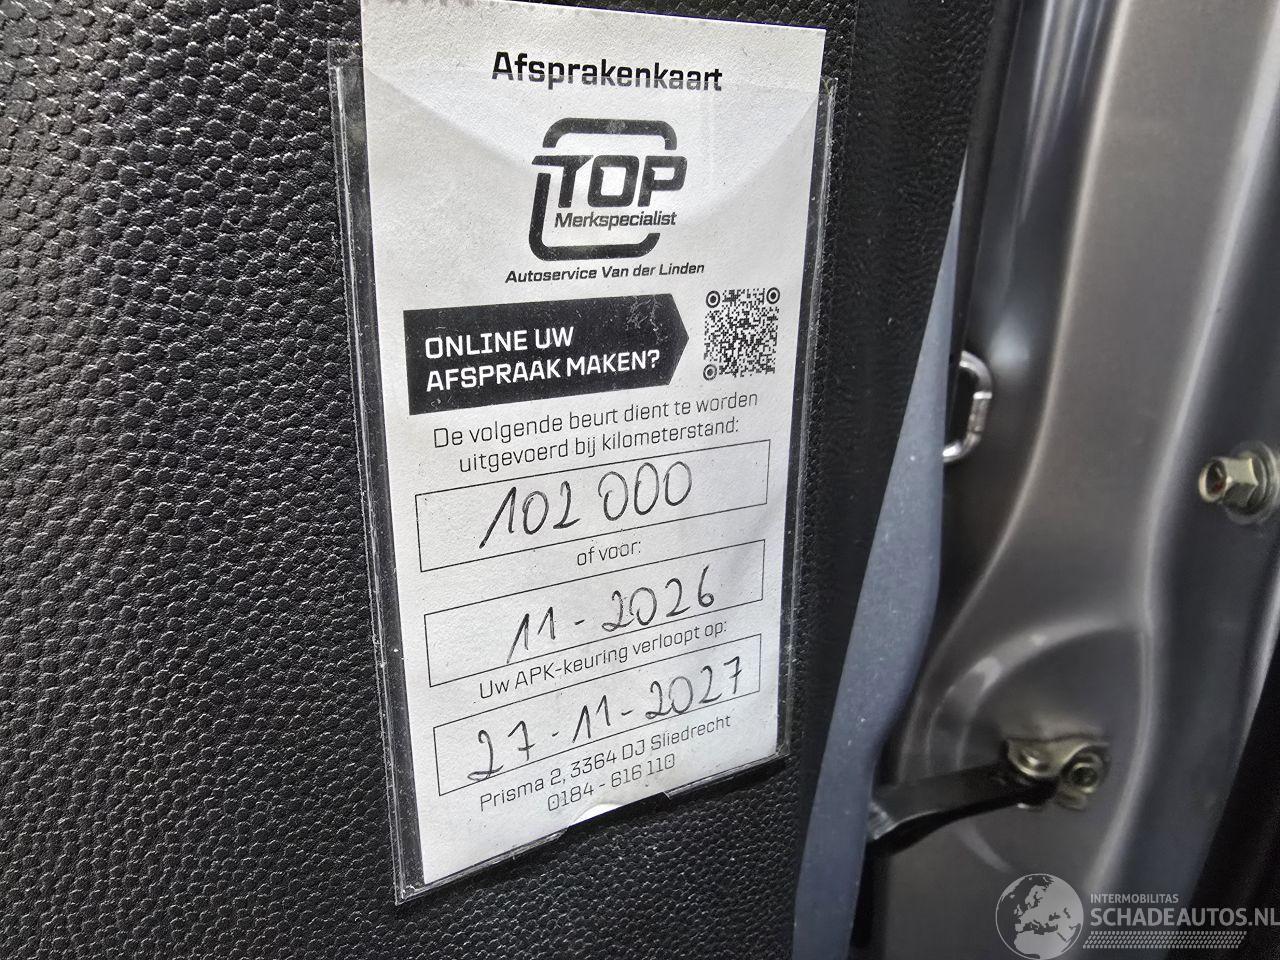 Afsprakenkaart
TOP
Merkspecialist
Autoservice Van der Linden
ONLINE UW
AFSPRAAK MAKEN?
De volgende beurt dient te worden
uitgevoerd bij kilometerstand:
102 000
of voor:
11-2026
Uw APK-keuring verloopt op:
27-11-2027
Prisma 2, 3364 DJ Sliedrecht
0184 - 616 110
INTERMOBILITAS
SCHADEAUTOS.NL